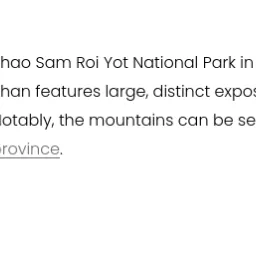 hao Sam Roi Yot National Park in
han features large, distinct expos
lotably, the mountains can be se
province.